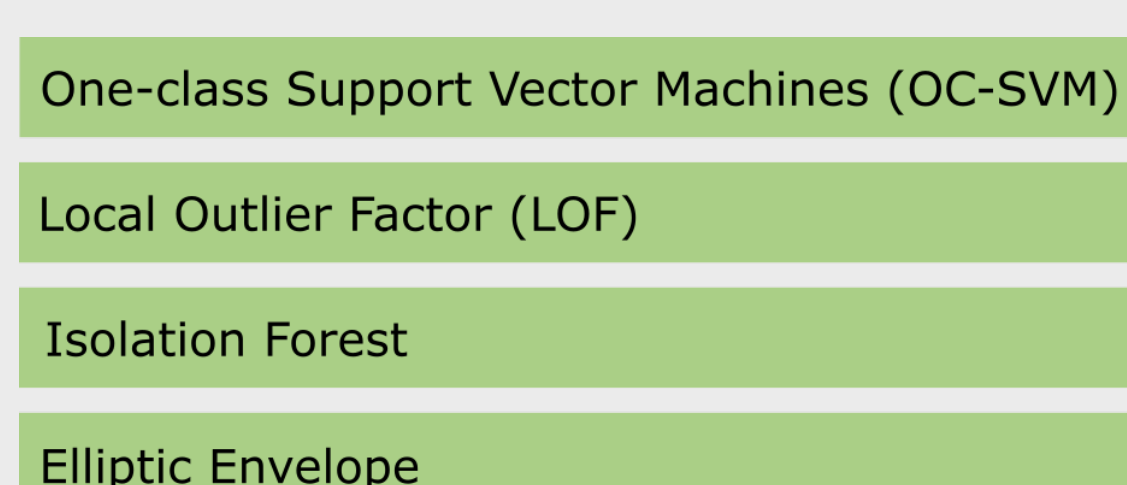 One-class Support Vector Machines (OC-SVM)
Local Outlier Factor (LOF)
Isolation Forest
Elliptic Envelope